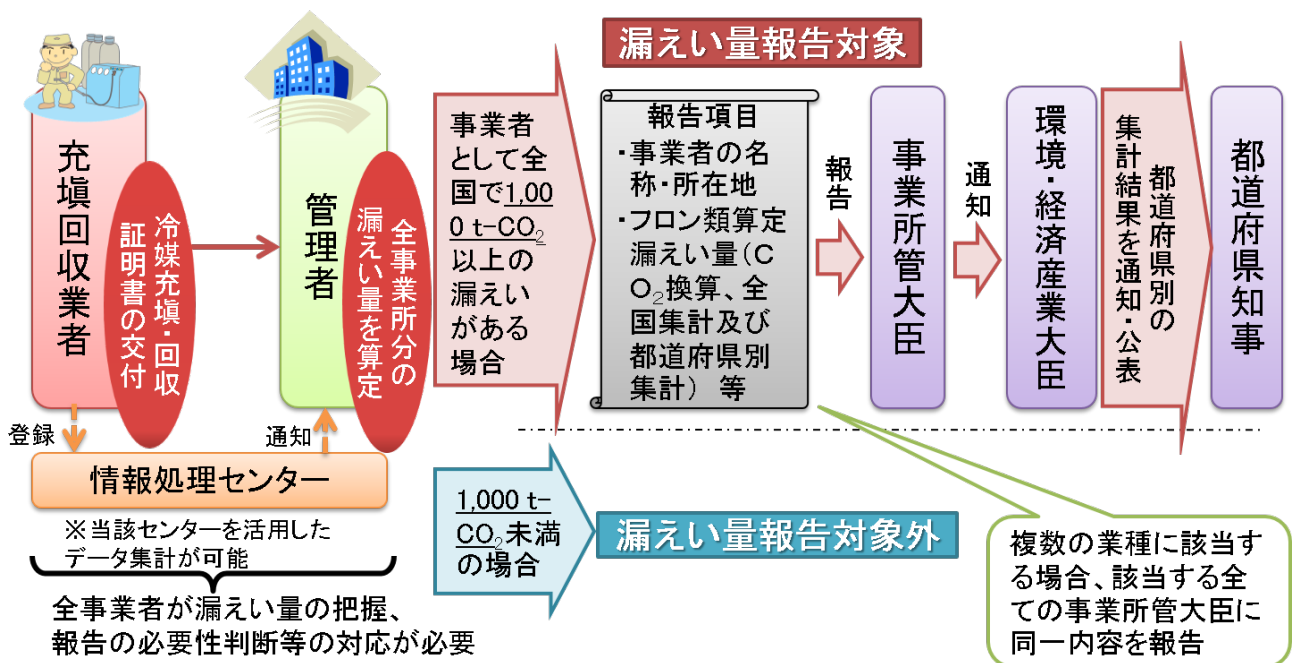 漏えい量報告対象
充塡回収業者
冷媒充塡・回収
証明書の交付
管理者
全事業所分の
漏えい量を算定
事業者
として全
国で1,00
0 t-CO₂
以上の
漏えい
がある
場合
報告項目
・事業者の名
称・所在地
・フロン類算定
漏えい量(C
O₂換算、全
国集計及び
都道府県別
集計) 等
報告
事業所管大臣
通知
環境・経済産業大臣
都道府県別の
集計結果を通知・公表
都道府県知事
登録
通知
情報処理センター
※当該センターを活用した
データ集計が可能
全事業者が漏えい量の把握、
報告の必要性判断等の対応が必要
1,000 t-
CO₂未満
の場合
漏えい量報告対象外
複数の業種に該当す
る場合、該当する全
ての事業所管大臣に
同一内容を報告